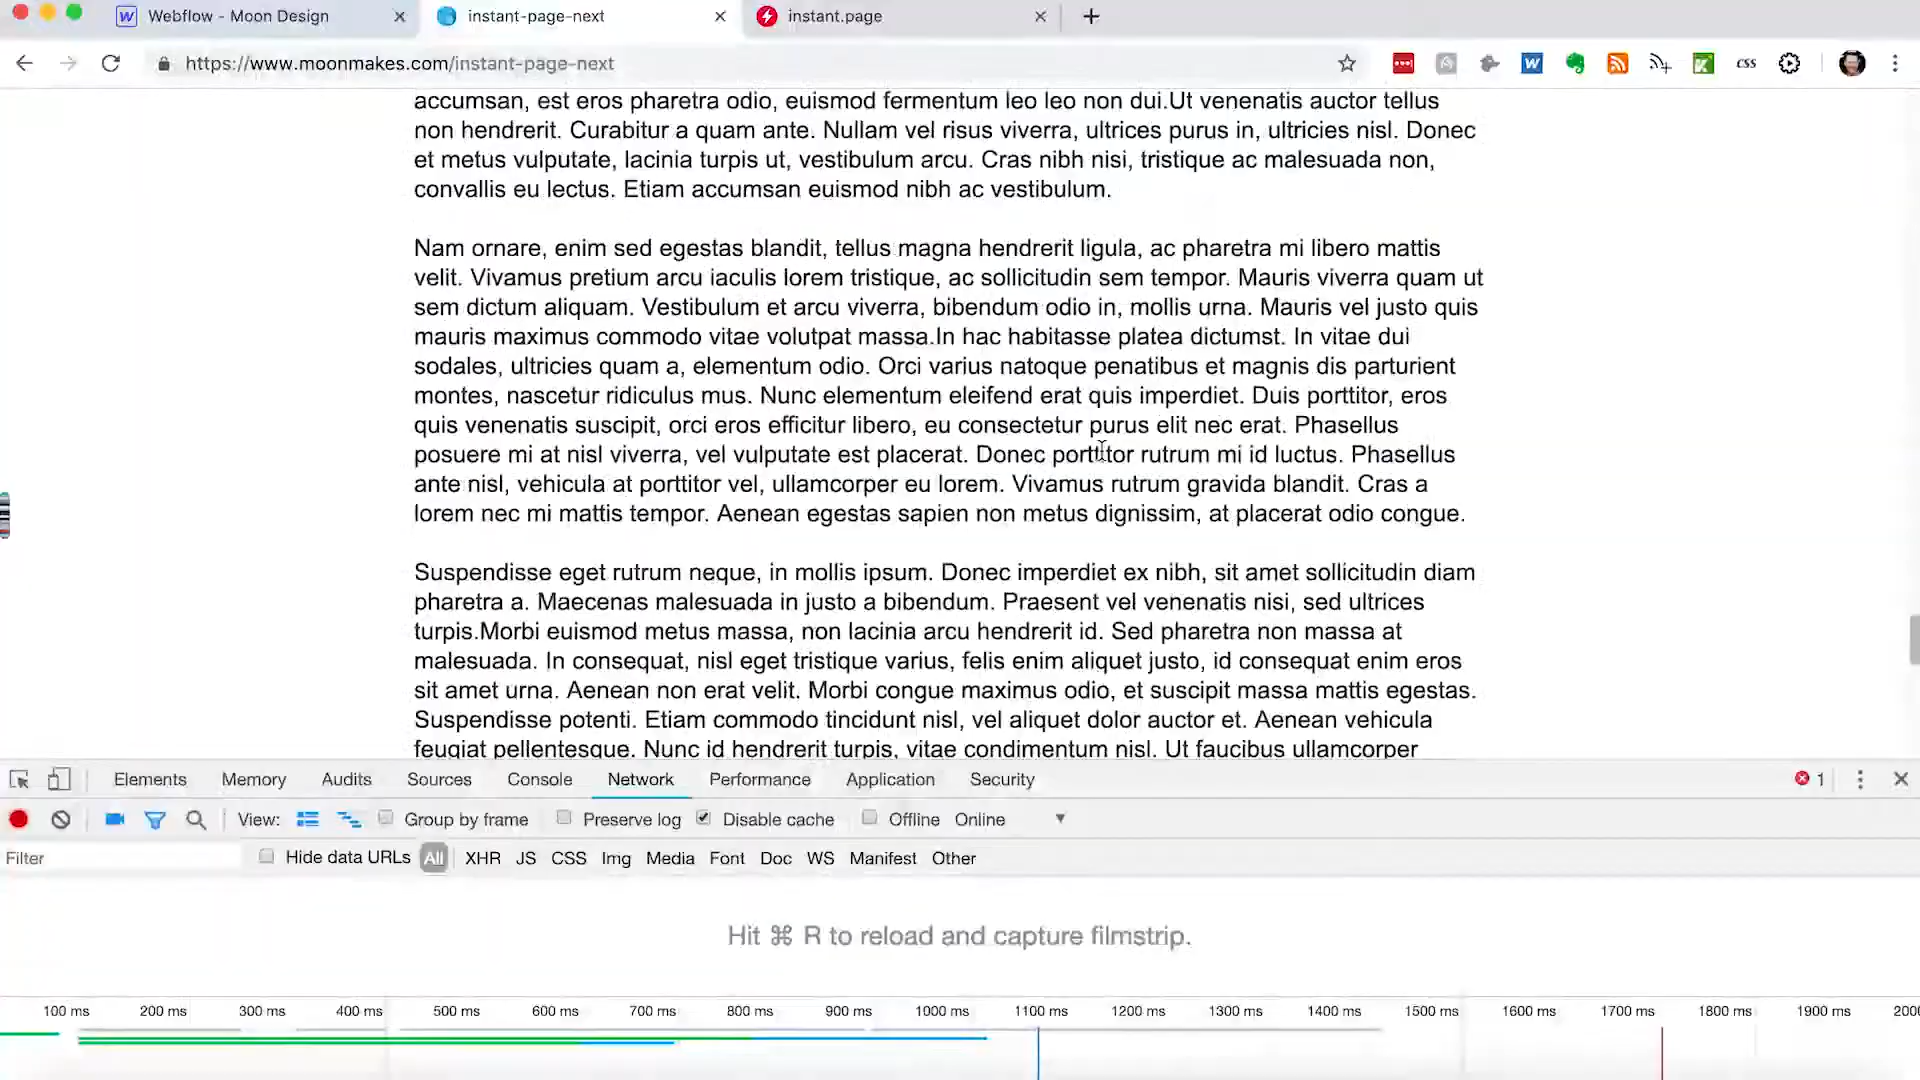 Webflow - Moon Design
instant-page-next
instant.page
https://www.moonmakes.com/instant-page-next
W
css
accumsan, est eros pharetra odio, euismod fermentum leo leo non dui.Ut venenatis auctor tellus
non hendrerit. Curabitur a quam ante. Nullam vel risus viverra, ultrices purus in, ultricies nisl. Donec
et metus vulputate, lacinia turpis ut, vestibulum arcu. Cras nibh nisi, tristique ac malesuada non,
convallis eu lectus. Etiam accumsan euismod nibh ac vestibulum.
Nam ornare, enim sed egestas blandit, tellus magna hendrerit ligula, ac pharetra mi libero mattis
velit. Vivamus pretium arcu iaculis lorem tristique, ac sollicitudin sem tempor. Mauris viverra quam ut
sem dictum aliquam. Vestibulum et arcu viverra, bibendum odio in, mollis urna. Mauris vel justo quis
mauris maximus commodo vitae volutpat massa.In hac habitasse platea dictumst. In vitae dui
sodales, ultricies quam a, elementum odio. Orci varius natoque penatibus et magnis dis parturient
montes, nascetur ridiculus mus. Nunc elementum eleifend erat quis imperdiet. Duis porttitor, eros
quis venenatis suscipit, orci eros efficitur libero, eu consectetur purus elit nec erat. Phasellus
posuere mi at nisl viverra, vel vulputate est placerat. Donec porttitor rutrum mi id luctus. Phasellus
ante nisl, vehicula at porttitor vel, ullamcorper eu lorem. Vivamus rutrum gravida blandit. Cras a
lorem nec mi mattis tempor. Aenean egestas sapien non metus dignissim, at placerat odio congue.
Suspendisse eget rutrum neque, in mollis ipsum. Donec imperdiet ex nibh, sit amet sollicitudin diam
pharetra a. Maecenas malesuada in justo a bibendum. Praesent vel venenatis nisi, sed ultrices
turpis.Morbi euismod metus massa, non lacinia arcu hendrerit id. Sed pharetra non massa at
malesuada. In consequat, nisl eget tristique varius, felis enim aliquet justo, id consequat enim eros
sit amet urna. Aenean non erat velit. Morbi congue maximus odio, et suscipit massa mattis egestas.
Suspendisse potenti. Etiam commodo tincidunt nisl, vel aliquet dolor auctor et. Aenean vehicula
feugiat pellentesque. Nunc id hendrerit turpis, vitae condimentum nisl. Ut faucibus ullamcorper
Elements Memory Audits Sources Console Network Performance Application Security 1
View: Group by frame Preserve log Disable cache Offline Online
Filter Hide data URLs All XHR JS CSS Img Media Font Doc WS Manifest Other
Hit ⌘ R to reload and capture filmstrip.
100 ms 200 ms 300 ms 400 ms 500 ms 600 ms 700 ms 800 ms 900 ms 1000 ms 1100 ms 1200 ms 1300 ms 1400 ms 1500 ms 1600 ms 1700 ms 1800 ms 1900 ms 200